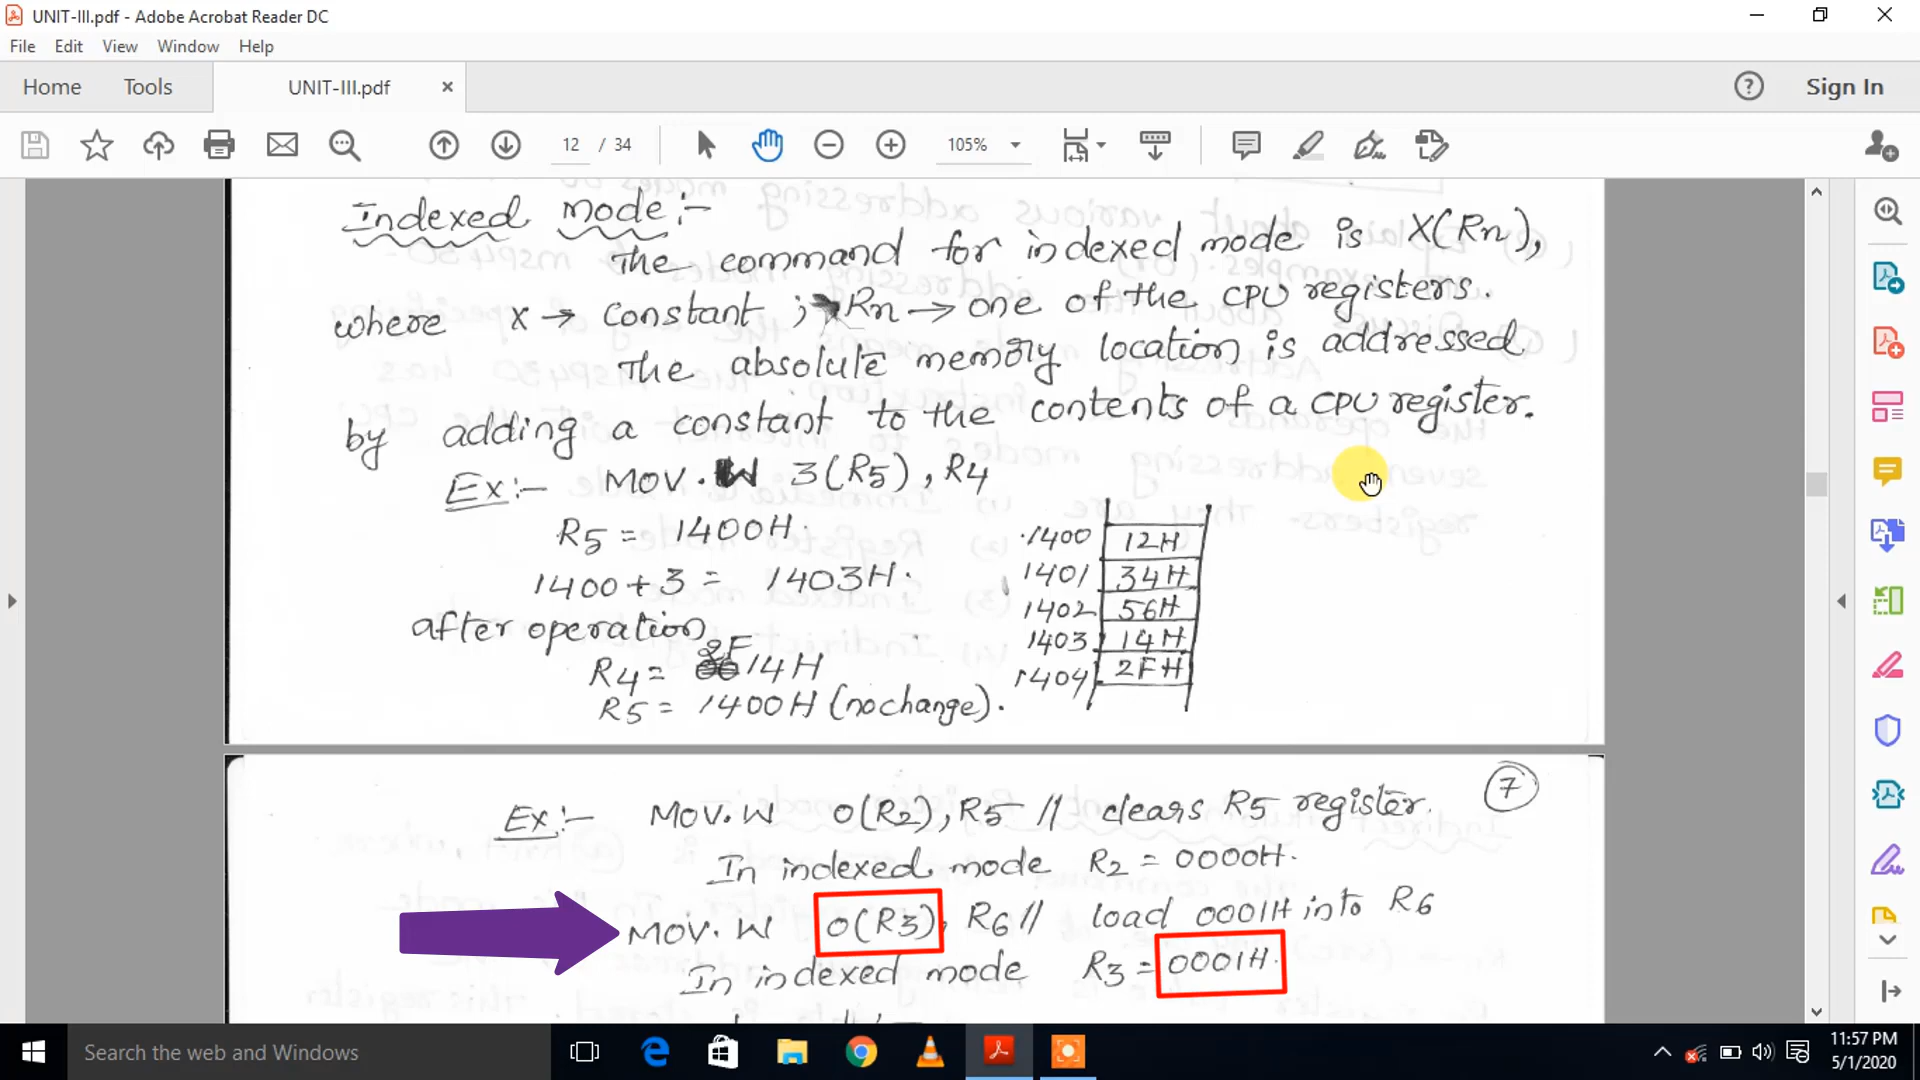 UNIT-III.pdf - Adobe Acrobat Reader DC
File Edit View Window Help
Home Tools UNIT-III.pdf × ? Sign In
12 / 34 105%
Indexed mode:-
The command for indexed mode is X(Rn),
where x → constant ; Rn → one of the CPU registers.
The absolute memory location is addressed
by adding a constant to the contents of a CPU register.
Ex:- MOV.W 3(R5), R4
R5 = 1400H.
1400+3 = 1403H.
after operation
R4 = 2F14H
R5 = 1400H (nochange).
1400 12H
1401 34H
1402 56H
1403 14H
1404 2FH
7
Ex:- MOV.W 0(R2), R5 // clears R5 register.
In indexed mode R2 = 0000H.
MOV.W 0(R3), R6 // load 0001H into R6
In indexed mode R3 = 0001H.
Search the web and Windows
11:57 PM
5/1/2020